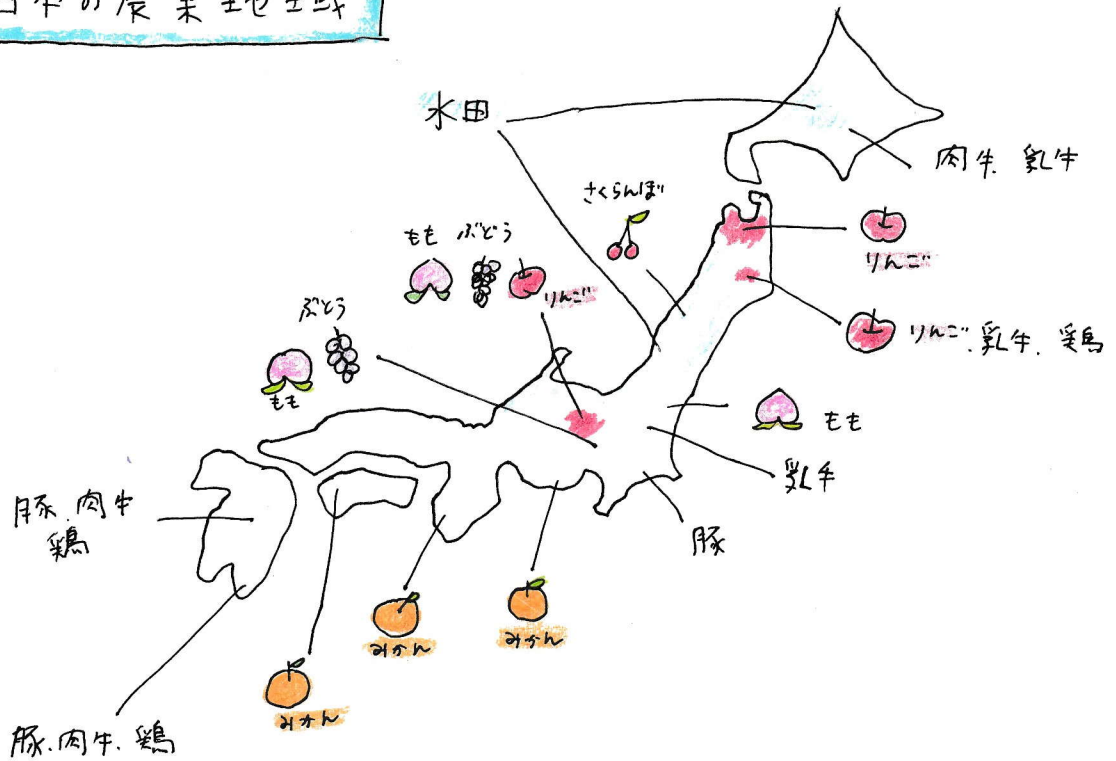 日本の農業地域
水田
肉牛、乳牛
さくらんぼ
りんご
もも ぶどう
りんご
りんご、乳牛、鶏
ぶどう
もも
もも
乳牛
豚、肉牛
鶏
豚
みかん
みかん
みかん
豚、肉牛、鶏